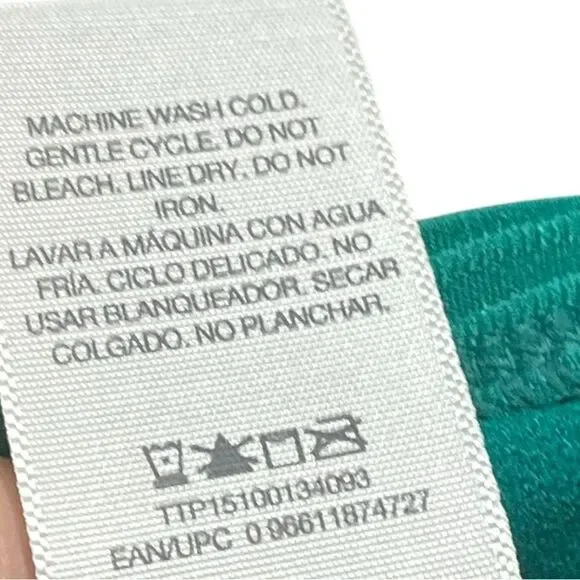 MACHINE WASH COLD.
GENTLE CYCLE. DO NOT
BLEACH. LINE DRY. DO NOT
IRON.
LAVAR A MÁQUINA CON AGUA
FRÍA. CICLO DELICADO. NO
USAR BLANQUEADOR. SECAR
COLGADO. NO PLANCHAR.
TTP15100134093
EAN/UPC 0 96611874727